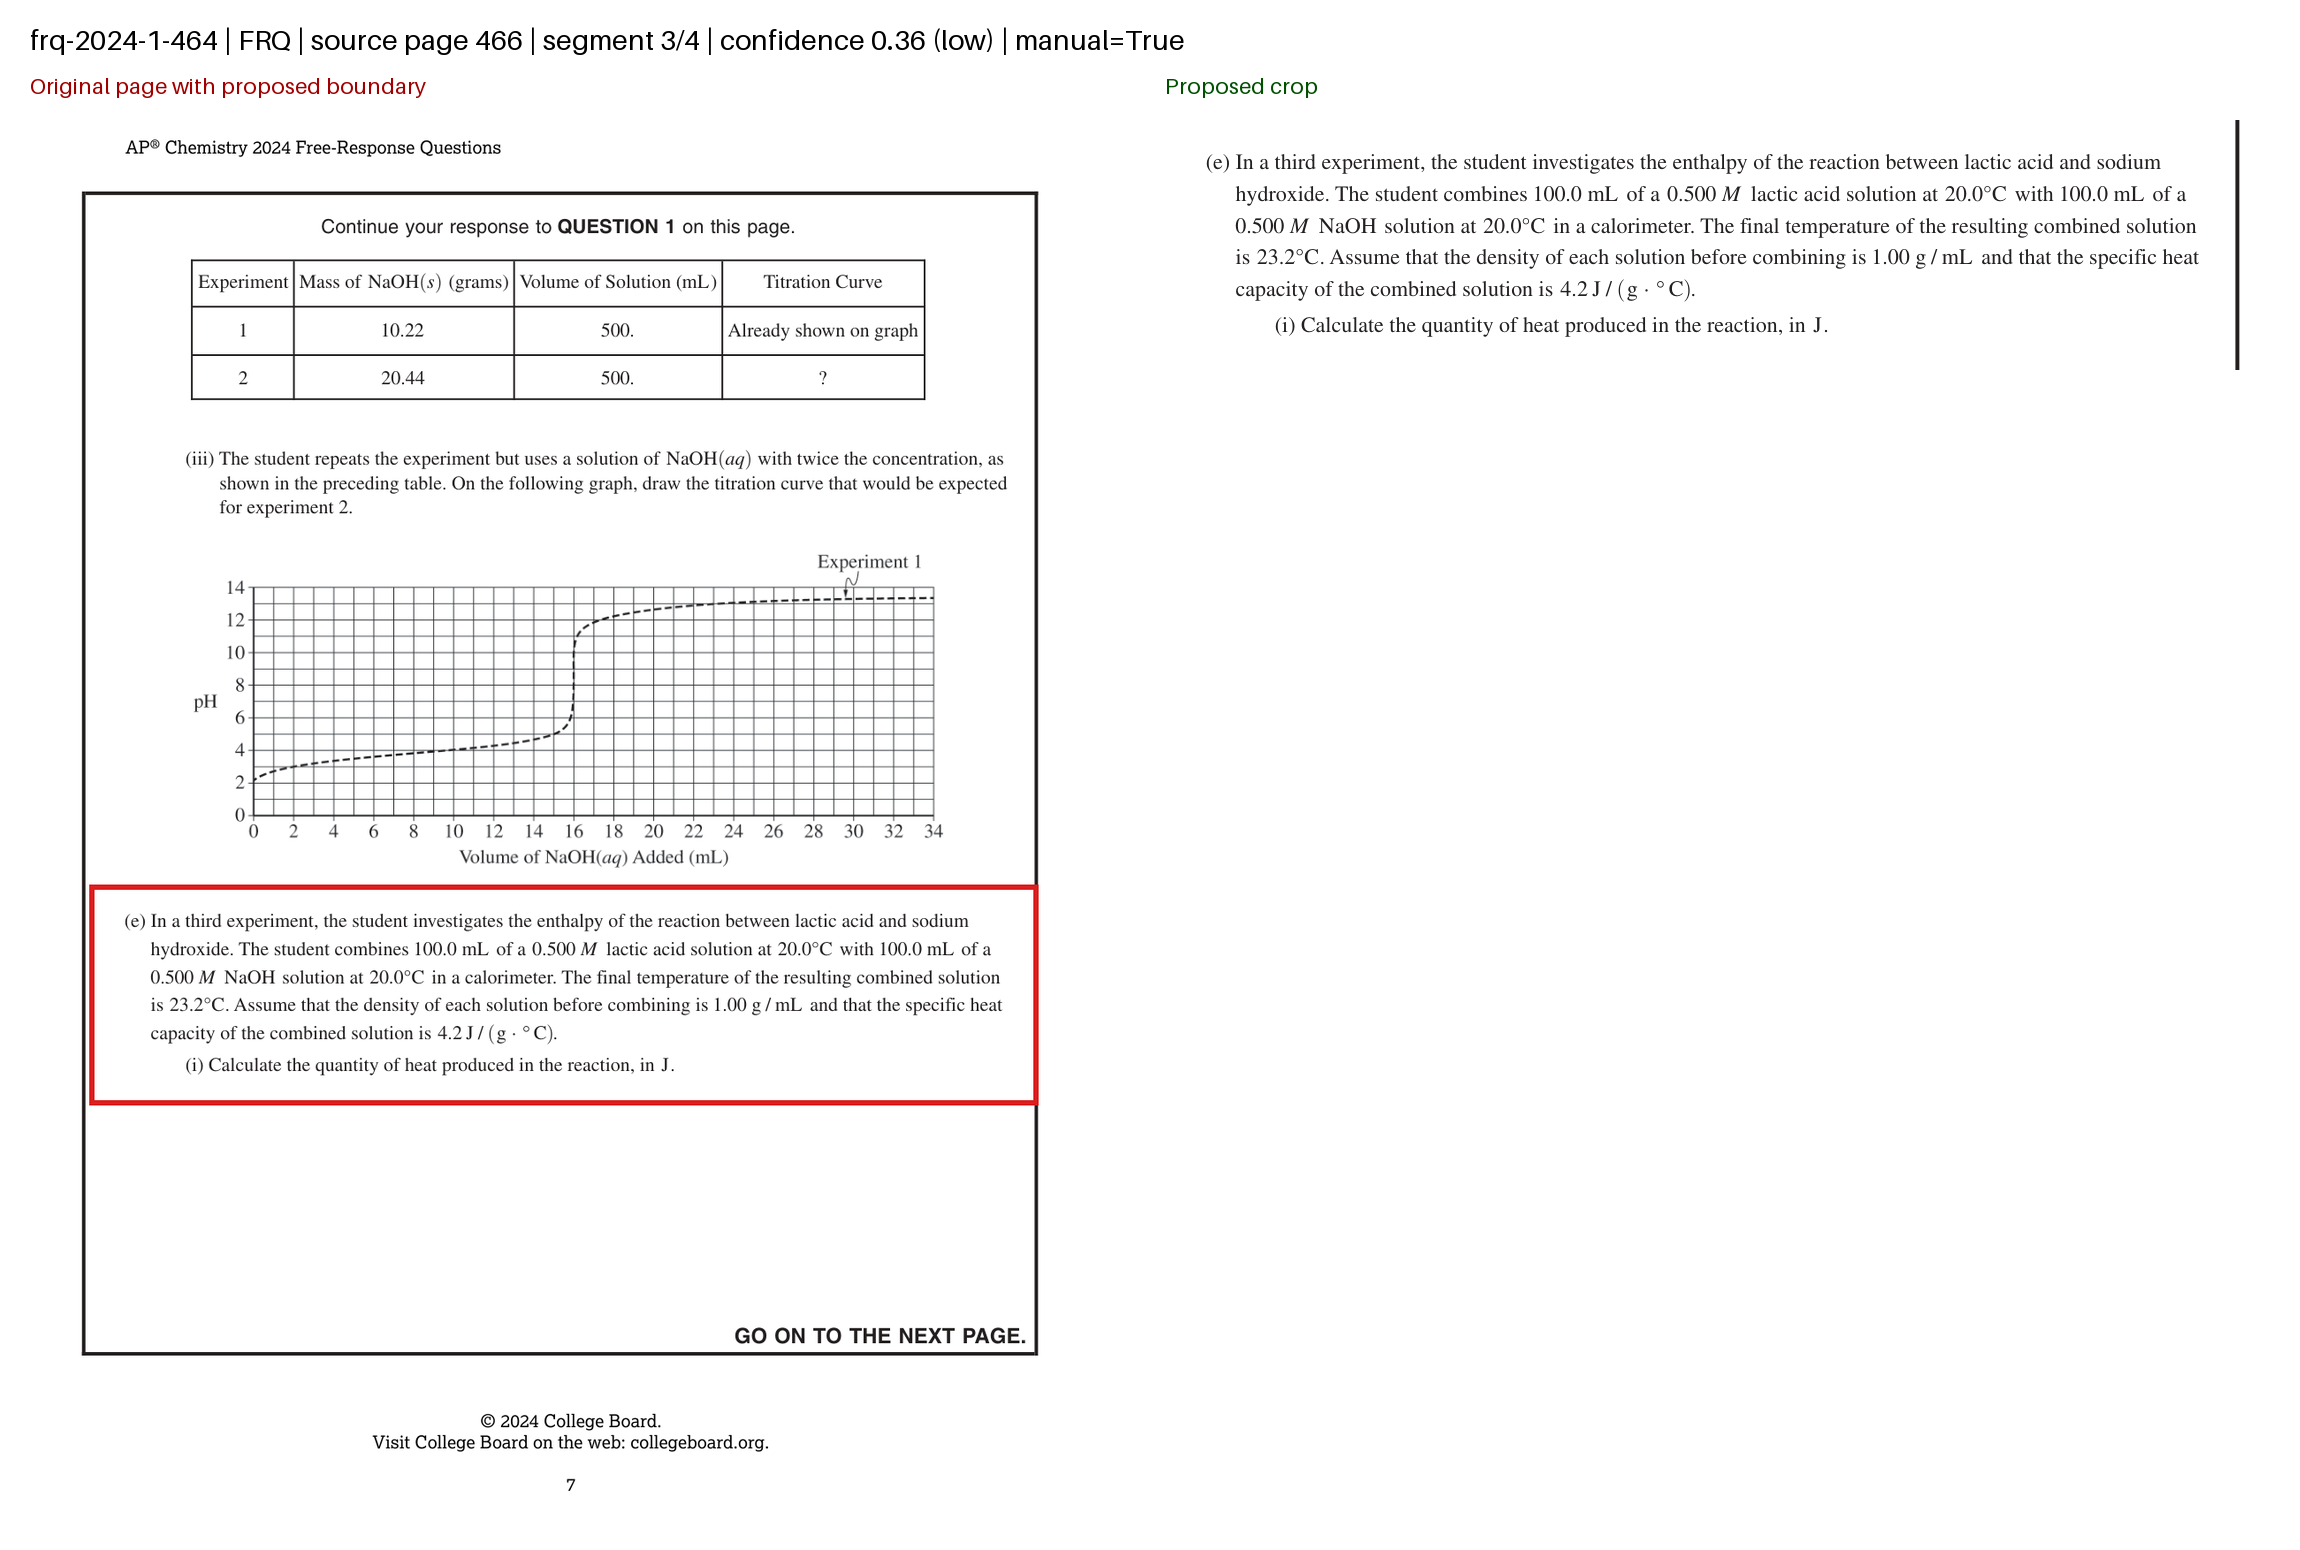 frq-2024-1-464 | FRQ | source page 466 | segment 3/4 | confidence 0.36 (low) | manual=True
Original page with proposed boundary
AP® Chemistry 2024 Free-Response Questions
Continue your response to QUESTION 1 on this page.
Experiment Mass of NaOH(s) (grams) Volume of Solution (mL) Titration Curve
1 10.22 500. Already shown on graph
2 20.44 500. ?
(iii) The student repeats the experiment but uses a solution of NaOH(aq) with twice the concentration, as
shown in the preceding table. On the following graph, draw the titration curve that would be expected
for experiment 2.
Experiment 1
14
12
10
8
pH
6
4
2
0
0 2 4 6 8 10 12 14 16 18 20 22 24 26 28 30 32 34
Volume of NaOH(aq) Added (mL)
(e) In a third experiment, the student investigates the enthalpy of the reaction between lactic acid and sodium
hydroxide. The student combines 100.0 mL of a 0.500 M lactic acid solution at 20.0°C with 100.0 mL of a
0.500 M NaOH solution at 20.0°C in a calorimeter. The final temperature of the resulting combined solution
is 23.2°C. Assume that the density of each solution before combining is 1.00 g / mL and that the specific heat
capacity of the combined solution is 4.2 J / (g · °C).
(i) Calculate the quantity of heat produced in the reaction, in J.
GO ON TO THE NEXT PAGE.
© 2024 College Board.
Visit College Board on the web: collegeboard.org.
7
Proposed crop
(e) In a third experiment, the student investigates the enthalpy of the reaction between lactic acid and sodium
hydroxide. The student combines 100.0 mL of a 0.500 M lactic acid solution at 20.0°C with 100.0 mL of a
0.500 M NaOH solution at 20.0°C in a calorimeter. The final temperature of the resulting combined solution
is 23.2°C. Assume that the density of each solution before combining is 1.00 g / mL and that the specific heat
capacity of the combined solution is 4.2 J / (g · °C).
(i) Calculate the quantity of heat produced in the reaction, in J.